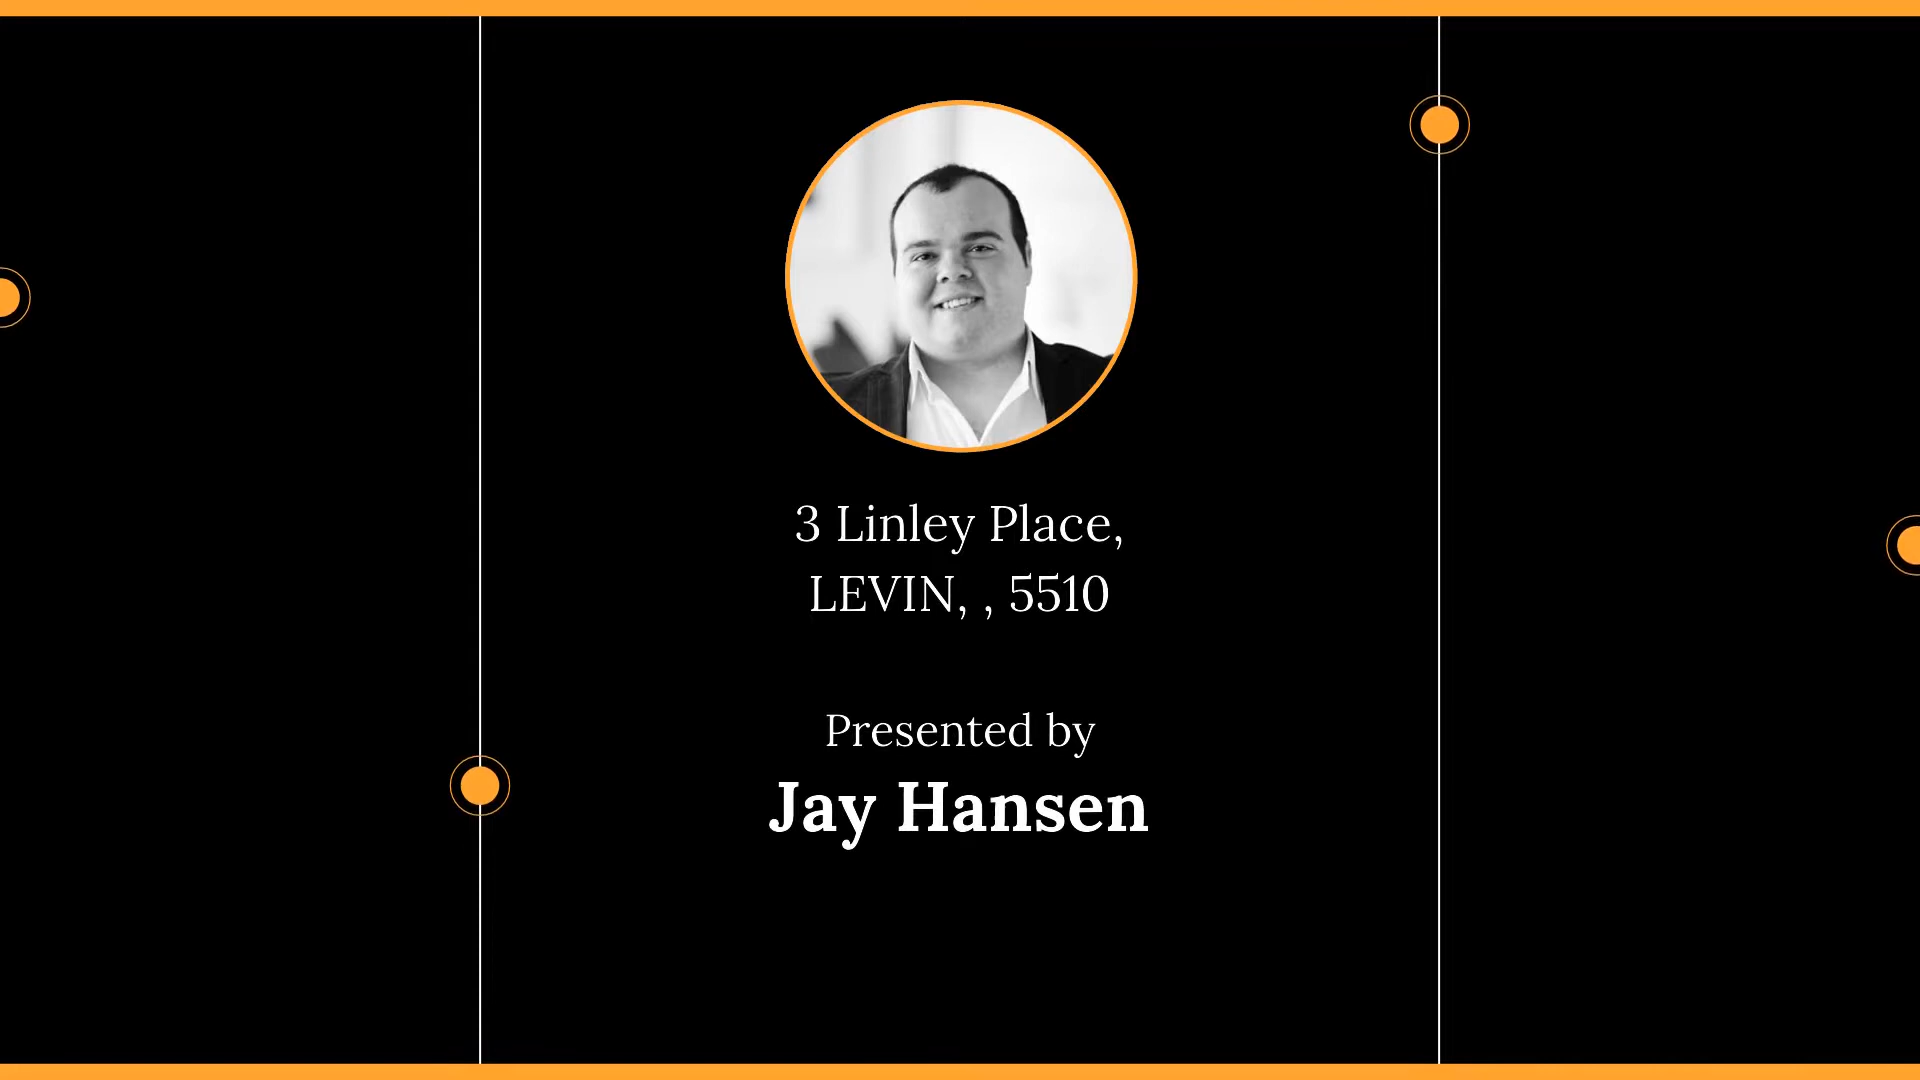 3 Linley Place,
LEVIN, , 5510
Presented by
Jay Hansen